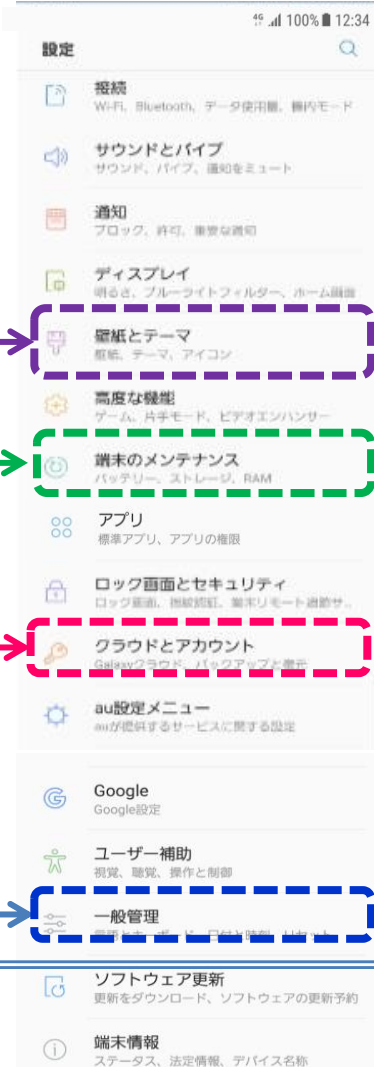 4G 100% 12:34
設定
接続
Wi-Fi、Bluetooth、データ使用量、機内モード
サウンドとバイブ
サウンド、バイブ、通知をミュート
通知
ブロック、許可、重要な通知
ディスプレイ
明るさ、ブルーライトフィルター、ホーム画面
壁紙とテーマ
壁紙、テーマ、アイコン
高度な機能
ゲーム、片手モード、ビデオエンハンサー
端末のメンテナンス
バッテリー、ストレージ、RAM
アプリ
標準アプリ、アプリの権限
ロック画面とセキュリティ
ロック画面、指紋認証、端末リモート追跡サ...
クラウドとアカウント
Galaxyクラウド、バックアップと復元
au設定メニュー
auが提供するサービスに関する設定
Google
Google設定
ユーザー補助
視覚、聴覚、操作と制御
一般管理
言語とキーボード、日付と時刻、リセット
ソフトウェア更新
更新をダウンロード、ソフトウェアの更新予約
端末情報
ステータス、法定情報、デバイス名称